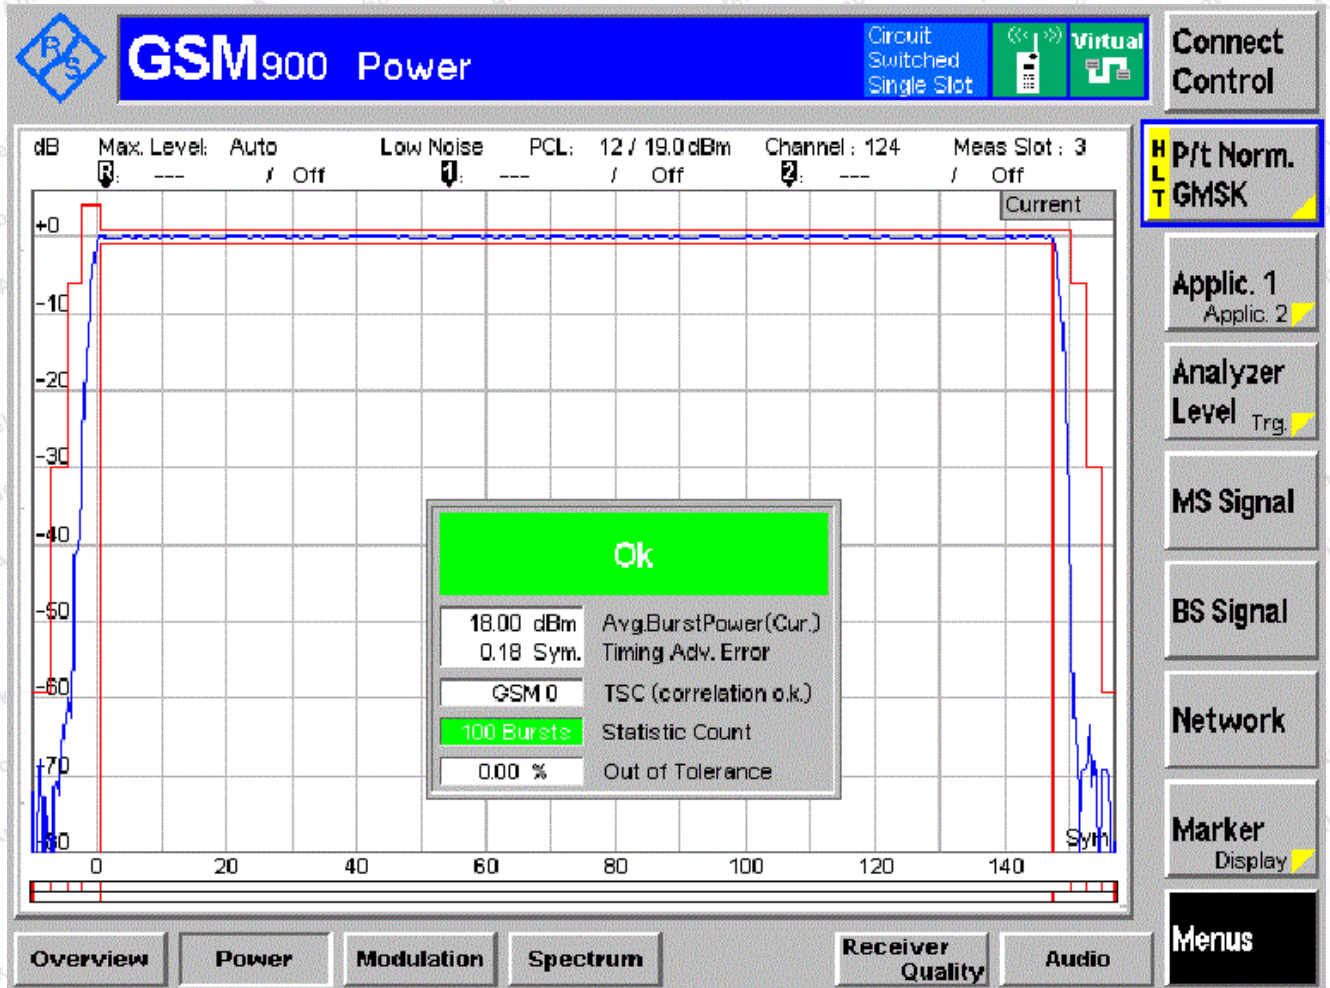 R S
GSM900 Power
Circuit
Switched
Single Slot
Virtual
Connect
Control
dB Max. Level: Auto Low Noise PCL: 12 / 19.0 dBm Channel : 124 Meas Slot : 3
R: --- / Off 1: --- / Off 2: --- / Off
Current
+0
-10
-20
-30
-40
-50
-60
-70
-80
Sym
0 20 40 60 80 100 120 140
Ok
18.00 dBm Avg.BurstPower(Cur.)
0.18 Sym. Timing Adv. Error
GSM 0 TSC (correlation o.k.)
100 Bursts Statistic Count
0.00 % Out of Tolerance
HLT
P/t Norm.
GMSK
Applic. 1
Applic. 2
Analyzer
Level Trg.
MS Signal
BS Signal
Network
Marker
Display
Menus
Overview Power Modulation Spectrum Receiver Quality Audio